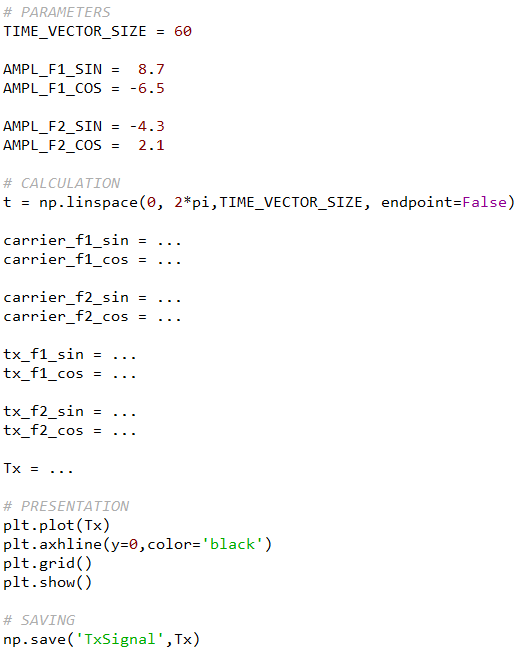 # PARAMETERS
TIME_VECTOR_SIZE = 60
AMPL_F1_SIN =  8.7
AMPL_F1_COS = -6.5
AMPL_F2_SIN = -4.3
AMPL_F2_COS =  2.1
# CALCULATION
t = np.linspace(0, 2*pi,TIME_VECTOR_SIZE, endpoint=False)
carrier_f1_sin = ...
carrier_f1_cos = ...
carrier_f2_sin = ...
carrier_f2_cos = ...
tx_f1_sin = ...
tx_f1_cos = ...
tx_f2_sin = ...
tx_f2_cos = ...
Tx = ...
# PRESENTATION
plt.plot(Tx)
plt.axhline(y=0,color='black')
plt.grid()
plt.show()
# SAVING
np.save('TxSignal',Tx)